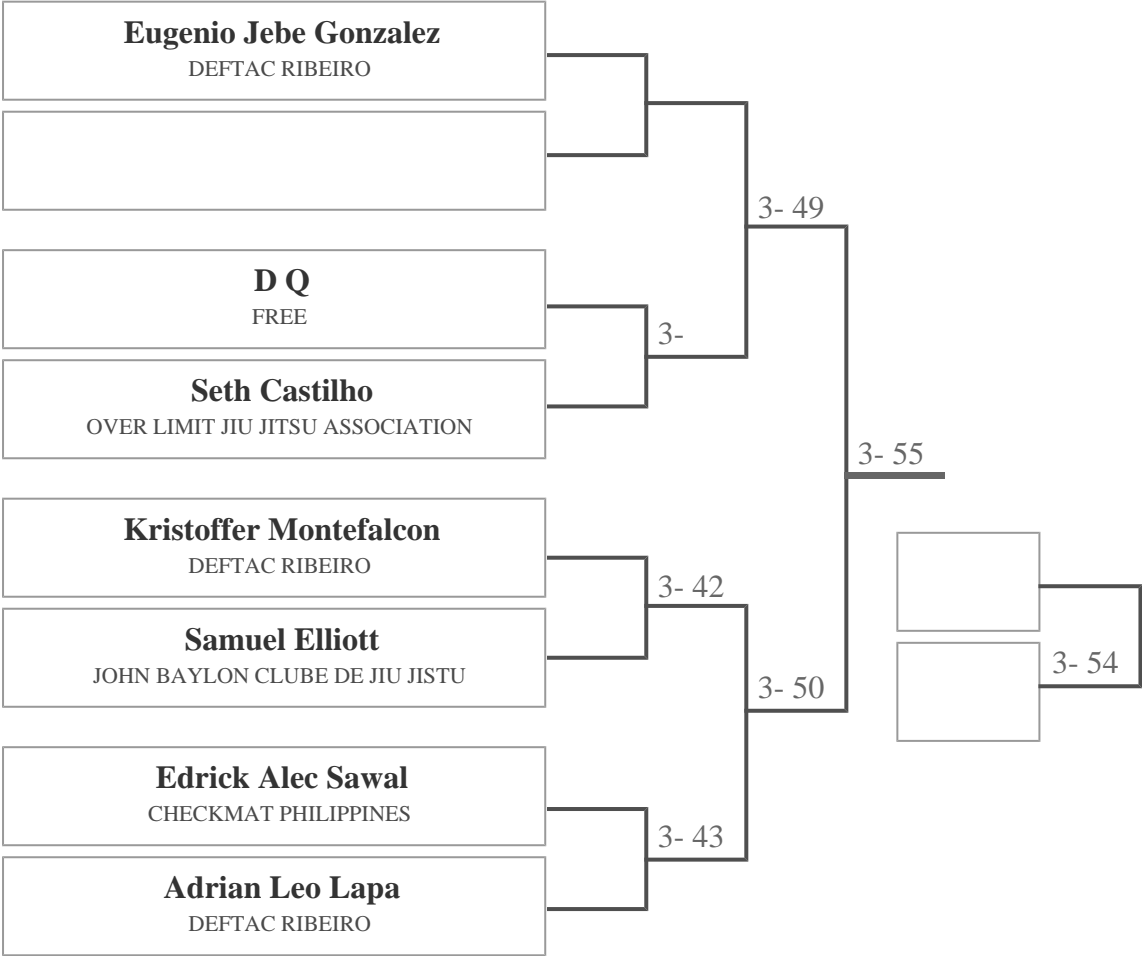 Eugenio Jebe Gonzalez
DEFTAC RIBEIRO
3- 49
D Q
FREE
3-
Seth Castilho
OVER LIMIT JIU JITSU ASSOCIATION
3- 55
Kristoffer Montefalcon
DEFTAC RIBEIRO
3- 42
Samuel Elliott
JOHN BAYLON CLUBE DE JIU JISTU
3- 54
3- 50
Edrick Alec Sawal
CHECKMAT PHILIPPINES
3- 43
Adrian Leo Lapa
DEFTAC RIBEIRO